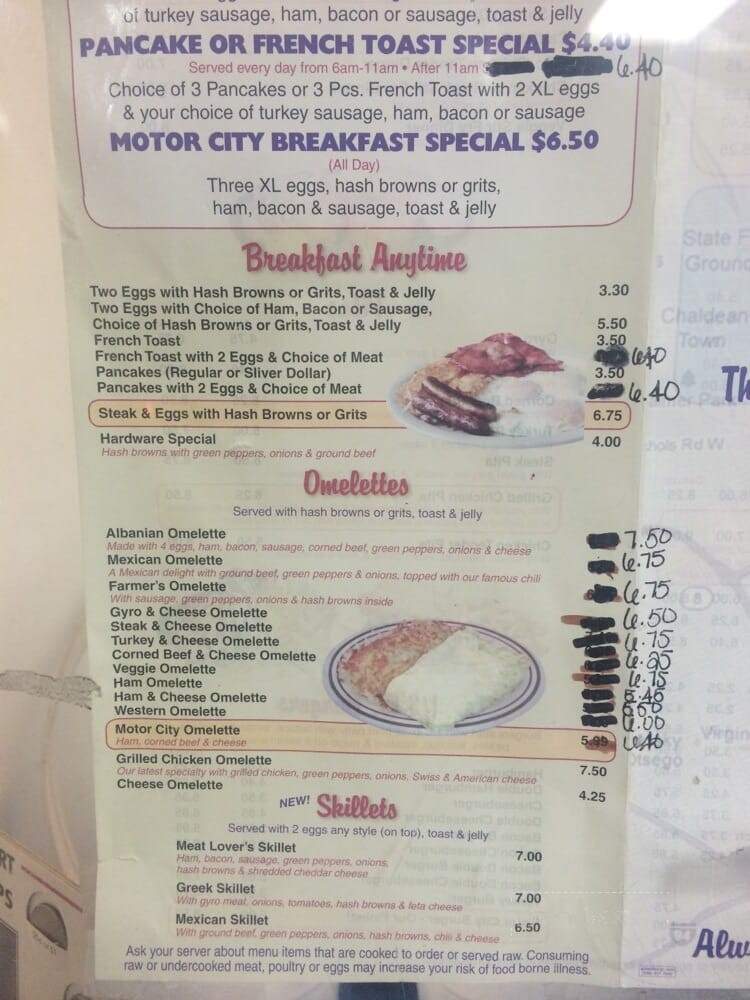 of turkey sausage, ham, bacon or sausage, toast & jelly
PANCAKE OR FRENCH TOAST SPECIAL $4.40
Served every day from 6am-11am • After 11am 6.40
Choice of 3 Pancakes or 3 Pcs. French Toast with 2 XL eggs
& your choice of turkey sausage, ham, bacon or sausage
MOTOR CITY BREAKFAST SPECIAL $6.50
(All Day)
Three XL eggs, hash browns or grits,
ham, bacon & sausage, toast & jelly
Breakfast Anytime
Two Eggs with Hash Browns or Grits, Toast & Jelly 3.30
Two Eggs with Choice of Ham, Bacon or Sausage,
Choice of Hash Browns or Grits, Toast & Jelly 5.50
French Toast 3.50
French Toast with 2 Eggs & Choice of Meat 6.40
Pancakes (Regular or Sliver Dollar) 3.50
Pancakes with 2 Eggs & Choice of Meat 6.40
Steak & Eggs with Hash Browns or Grits 6.75
Hardware Special 4.00
Hash browns with green peppers, onions & ground beef
Omelettes
Served with hash browns or grits, toast & jelly
Albanian Omelette 7.50
Made with 4 eggs, ham, bacon, sausage, corned beef, green peppers, onions & cheese
Mexican Omelette 6.75
A Mexican delight with ground beef, green peppers & onions, topped with our famous chili
Farmer's Omelette 6.75
With sausage, green peppers, onions & hash browns inside
Gyro & Cheese Omelette 6.50
Steak & Cheese Omelette 6.75
Turkey & Cheese Omelette
Corned Beef & Cheese Omelette
Veggie Omelette
Ham Omelette
Ham & Cheese Omelette
Western Omelette 6.00
Motor City Omelette 5.99
Ham, corned beef & cheese
Grilled Chicken Omelette 7.50
Our latest specialty with grilled chicken, green peppers, onions, Swiss & American cheese
Cheese Omelette 4.25
NEW! Skillets
Served with 2 eggs any style (on top), toast & jelly
Meat Lover's Skillet 7.00
Ham, bacon, sausage, green peppers, onions,
hash browns & shredded cheddar cheese
Greek Skillet 7.00
With gyro meat, onions, tomatoes, hash browns & feta cheese
Mexican Skillet 6.50
With ground beef, green peppers, onions, hash browns, chili & cheese
Ask your server about menu items that are cooked to order or served raw. Consuming
raw or undercooked meat, poultry or eggs may increase your risk of food borne illness.
State F
Ground
Chaldean
Town
Th
Rd W
Virgin
Otsego
Alw
RT
PS